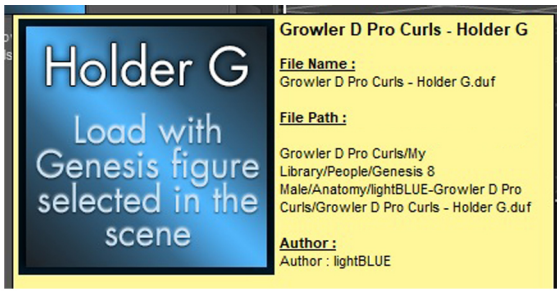 Holder G
Load with
Genesis figure
selected in the
scene
Growler D Pro Curls - Holder G
File Name :
Growler D Pro Curls - Holder G.duf
File Path :
Growler D Pro Curls/My
Library/People/Genesis 8
Male/Anatomy/lightBLUE-Growler D Pro
Curls/Growler D Pro Curls - Holder G.duf
Author :
Author : lightBLUE